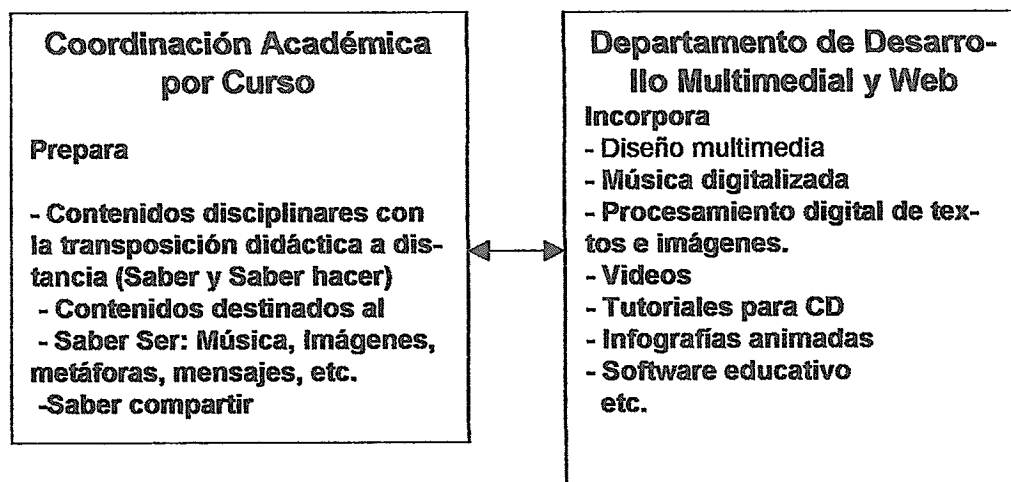 Coordinación Académica
por Curso
Prepara
- Contenidos disciplinares con
la transposición didáctica a dis-
tancia (Saber y Saber hacer)
- Contenidos destinados al
- Saber Ser: Música, Imágenes,
metáforas, mensajes, etc.
-Saber compartir
Departamento de Desarro-
llo Multimedial y Web
Incorpora
- Diseño multimedia
- Música digitalizada
- Procesamiento digital de tex-
tos e imágenes.
- Videos
- Tutoriales para CD
- Infografías animadas
- Software educativo
etc.